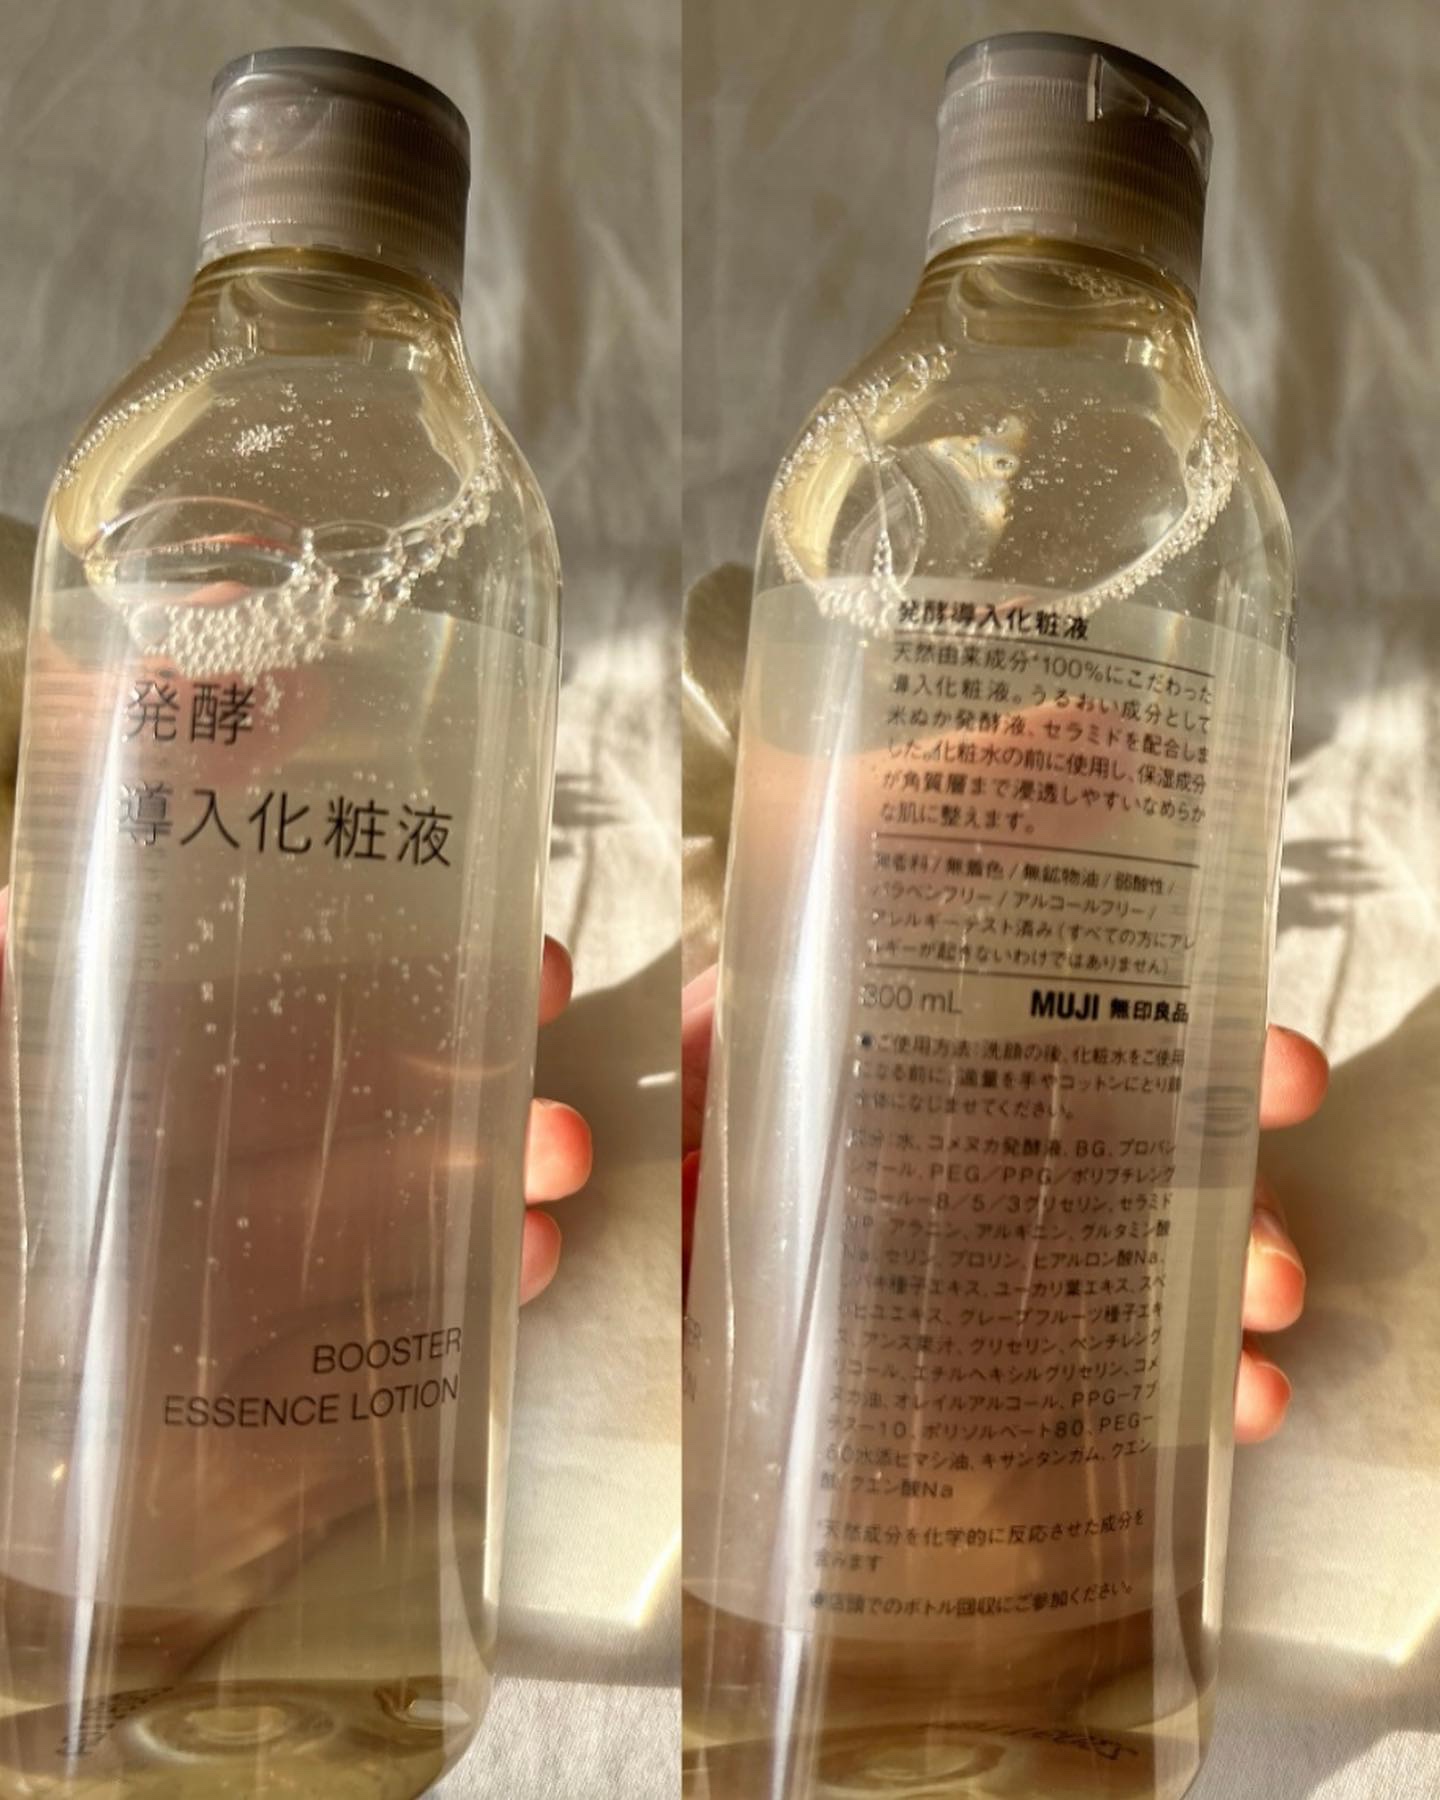 発酵
導入化粧液
BOOSTER
ESSENCE LOTION
発酵導入化粧液
天然由来成分*100%にこだわった
導入化粧液。うるおい成分として
米ぬか発酵液、セラミドを配合しま
した。化粧水の前に使用し、保湿成分
が角質層まで浸透しやすいなめらか
な肌に整えます。
無香料/無着色/無鉱物油/弱酸性/
パラベンフリー/アルコールフリー/
アレルギーテスト済み(すべての方にアレ
ルギーが起きないわけではありません)
300 mL MUJI 無印良品
●ご使用方法:洗顔の後、化粧水をご使用
になる前に、適量を手やコットンにとり顔
全体になじませてください。
成分:水、コメヌカ発酵液、BG、プロパン
ジオール、PEG/PPG/ポリブチレング
リコール-8/5/3グリセリン、セラミド
NP、アラニン、アルギニン、グルタミン酸
Na、セリン、プロリン、ヒアルロン酸Na、
ツバキ種子エキス、ユーカリ葉エキス、スベ
リヒユエキス、グレープフルーツ種子エキ
ス、アンズ果汁、グリセリン、ペンチレング
リコール、エチルヘキシルグリセリン、コメ
ヌカ油、オレイルアルコール、PPG-7ブ
テス-10、ポリソルベート80、PEG-
60水添ヒマシ油、キサンタンガム、クエン
酸、クエン酸Na
*天然成分を化学的に反応させた成分を
含みます
●店頭でのボトル回収にご参加ください。